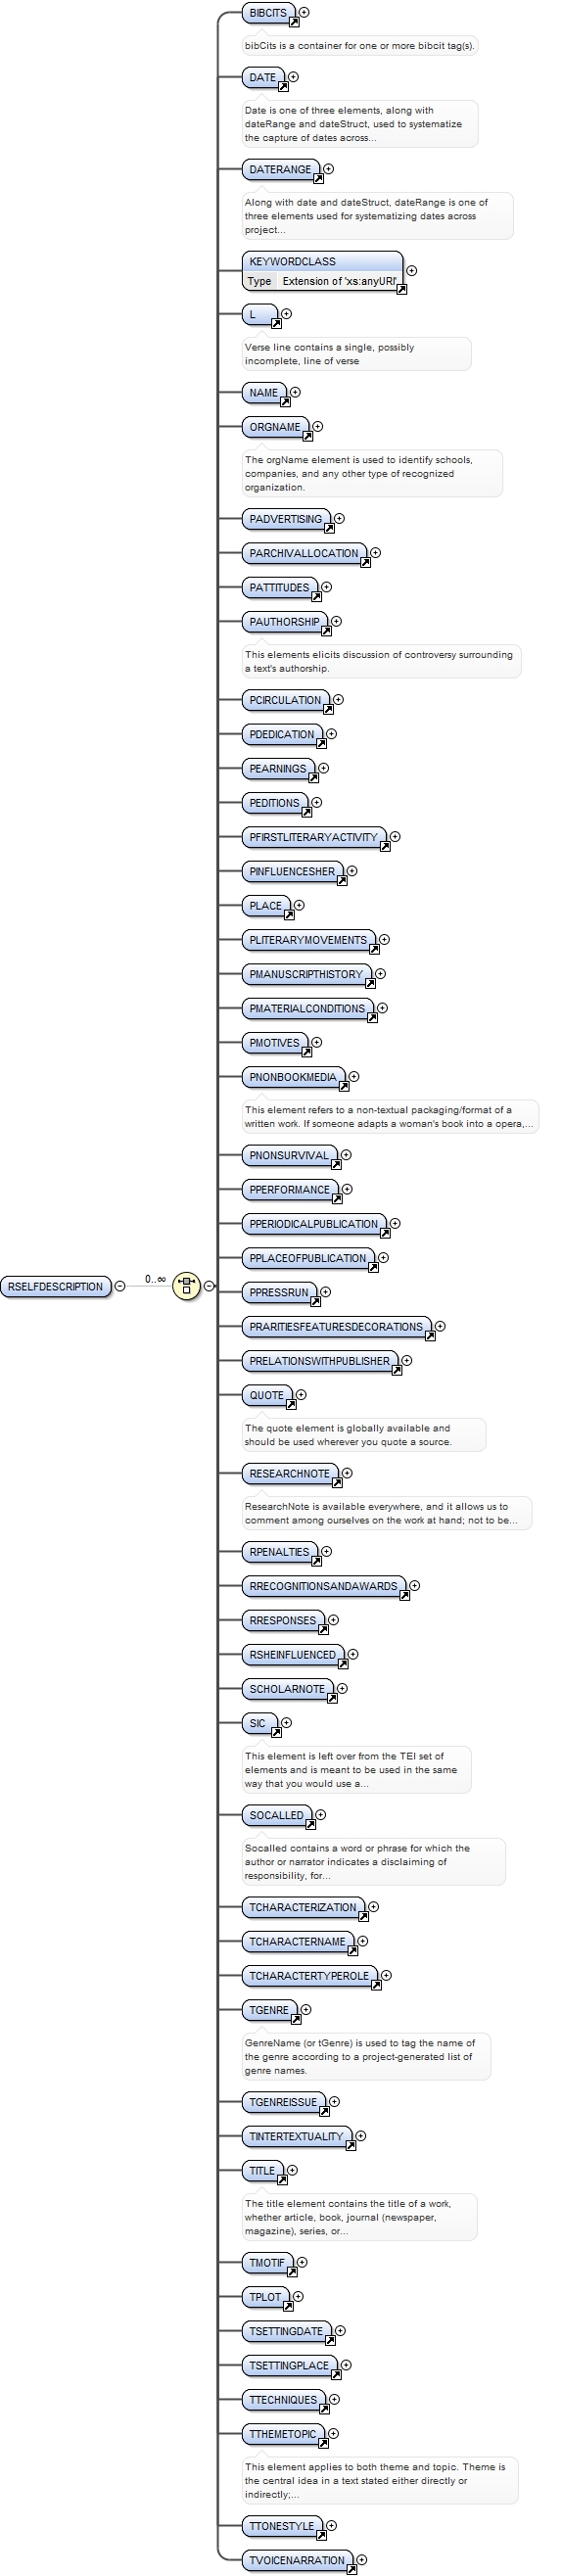 BIBCITS
bibCits is a container for one or more bibcit tag(s).
DATE
Date is one of three elements, along with
dateRange and dateStruct, used to systematize
the capture of dates across...
DATERANGE
Along with date and dateStruct, dateRange is one of
three elements used for systematizing dates across
project...
KEYWORDCLASS
Type Extension of 'xs:anyURI'
L
Verse line contains a single, possibly
incomplete, line of verse
NAME
ORGNAME
The orgName element is used to identify schools,
companies, and any other type of recognized
organization.
PADVERTISING
PARCHIVALLOCATION
PATTITUDES
PAUTHORSHIP
This elements elicits discussion of controversy surrounding
a text's authorship.
PCIRCULATION
PDEDICATION
PEARNINGS
PEDITIONS
PFIRSTLITERARYACTIVITY
PINFLUENCESHER
PLACE
PLITERARYMOVEMENTS
PMANUSCRIPTHISTORY
PMATERIALCONDITIONS
PMOTIVES
PNONBOOKMEDIA
This element refers to a non-textual packaging/format of a
written work. If someone adapts a woman's book into a opera,...
PNONSURVIVAL
PPERFORMANCE
PPERIODICALPUBLICATION
PPLACEOFPUBLICATION
RSELFDESCRIPTION 0..∞
PPRESSRUN
PRARITIESFEATURESDECORATIONS
PRELATIONSWITHPUBLISHER
QUOTE
The quote element is globally available and
should be used wherever you quote a source.
RESEARCHNOTE
ResearchNote is available everywhere, and it allows us to
comment among ourselves on the work at hand; not to be...
RPENALTIES
RRECOGNITIONSANDAWARDS
RRESPONSES
RSHEINFLUENCED
SCHOLARNOTE
SIC
This element is left over from the TEI set of
elements and is meant to be used in the same
way that you would use a...
SOCALLED
Socalled contains a word or phrase for which the
author or narrator indicates a disclaiming of
responsibility, for...
TCHARACTERIZATION
TCHARACTERNAME
TCHARACTERTYPEROLE
TGENRE
GenreName (or tGenre) is used to tag the name of
the genre according to a project-generated list of
genre names.
TGENREISSUE
TINTERTEXTUALITY
TITLE
The title element contains the title of a work,
whether article, book, journal (newspaper,
magazine), series, or...
TMOTIF
TPLOT
TSETTINGDATE
TSETTINGPLACE
TTECHNIQUES
TTHEMETOPIC
This element applies to both theme and topic. Theme is
the central idea in a text stated either directly or
indirectly;...
TTONESTYLE
TVOICENARRATION